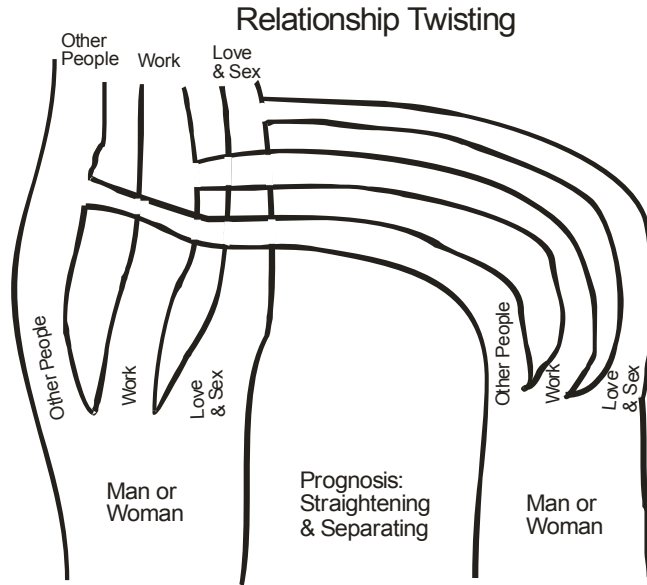 Relationship Twisting
Other
People
Work
Love
& Sex
Other People
Work
Love
& Sex
Other People
Work
Love
& Sex
Man or
Woman
Prognosis:
Straightening
& Separating
Man or
Woman